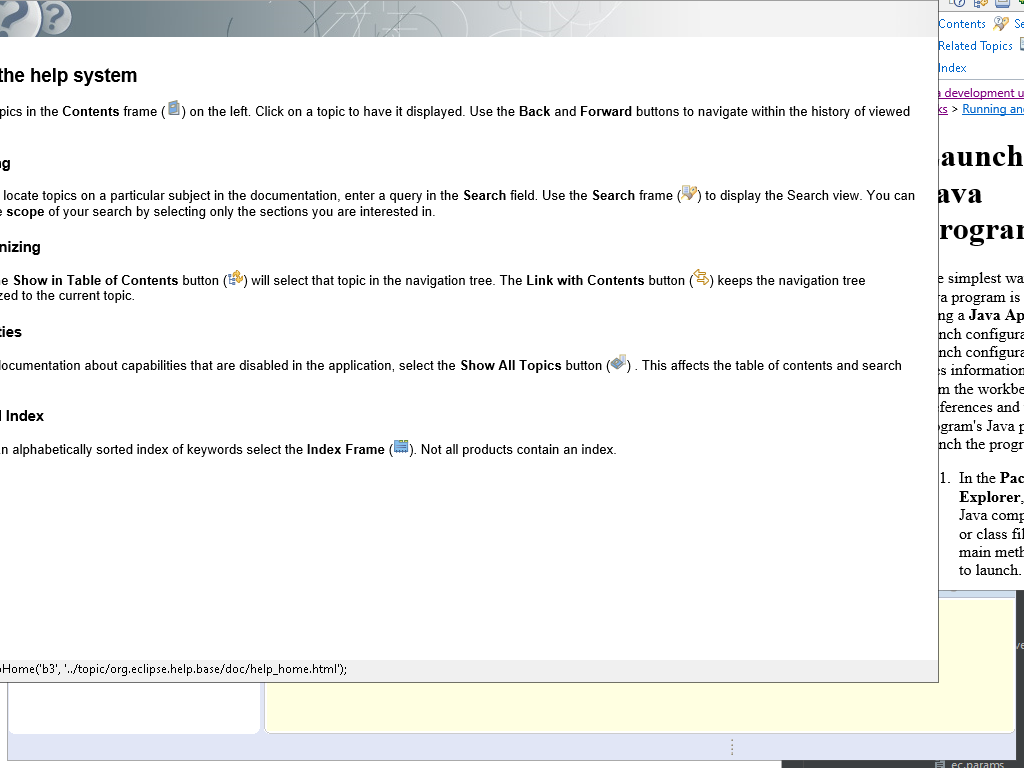 the help system
pics in the Contents frame ( ) on the left. Click on a topic to have it displayed. Use the Back and Forward buttons to navigate within the history of viewed
ng
locate topics on a particular subject in the documentation, enter a query in the Search field. Use the Search frame ( ) to display the Search view. You can
e scope of your search by selecting only the sections you are interested in.
nizing
he Show in Table of Contents button ( ) will select that topic in the navigation tree. The Link with Contents button ( ) keeps the navigation tree
zed to the current topic.
ties
documentation about capabilities that are disabled in the application, select the Show All Topics button ( ) . This affects the table of contents and search
l Index
n alphabetically sorted index of keywords select the Index Frame ( ). Not all products contain an index.
pHome('b3', '../topic/org.eclipse.help.base/doc/help_home.html');
Contents Se
Related Topics
Index
a development u
ks > Running and
aunch
ava
rogram
e simplest wa
va program is
ng a Java Ap
nch configura
nch configura
es information
m the workbe
ferences and
gram's Java p
nch the progr
1. In the Pac
Explorer,
Java comp
or class fil
main meth
to launch.
ve
ec.params